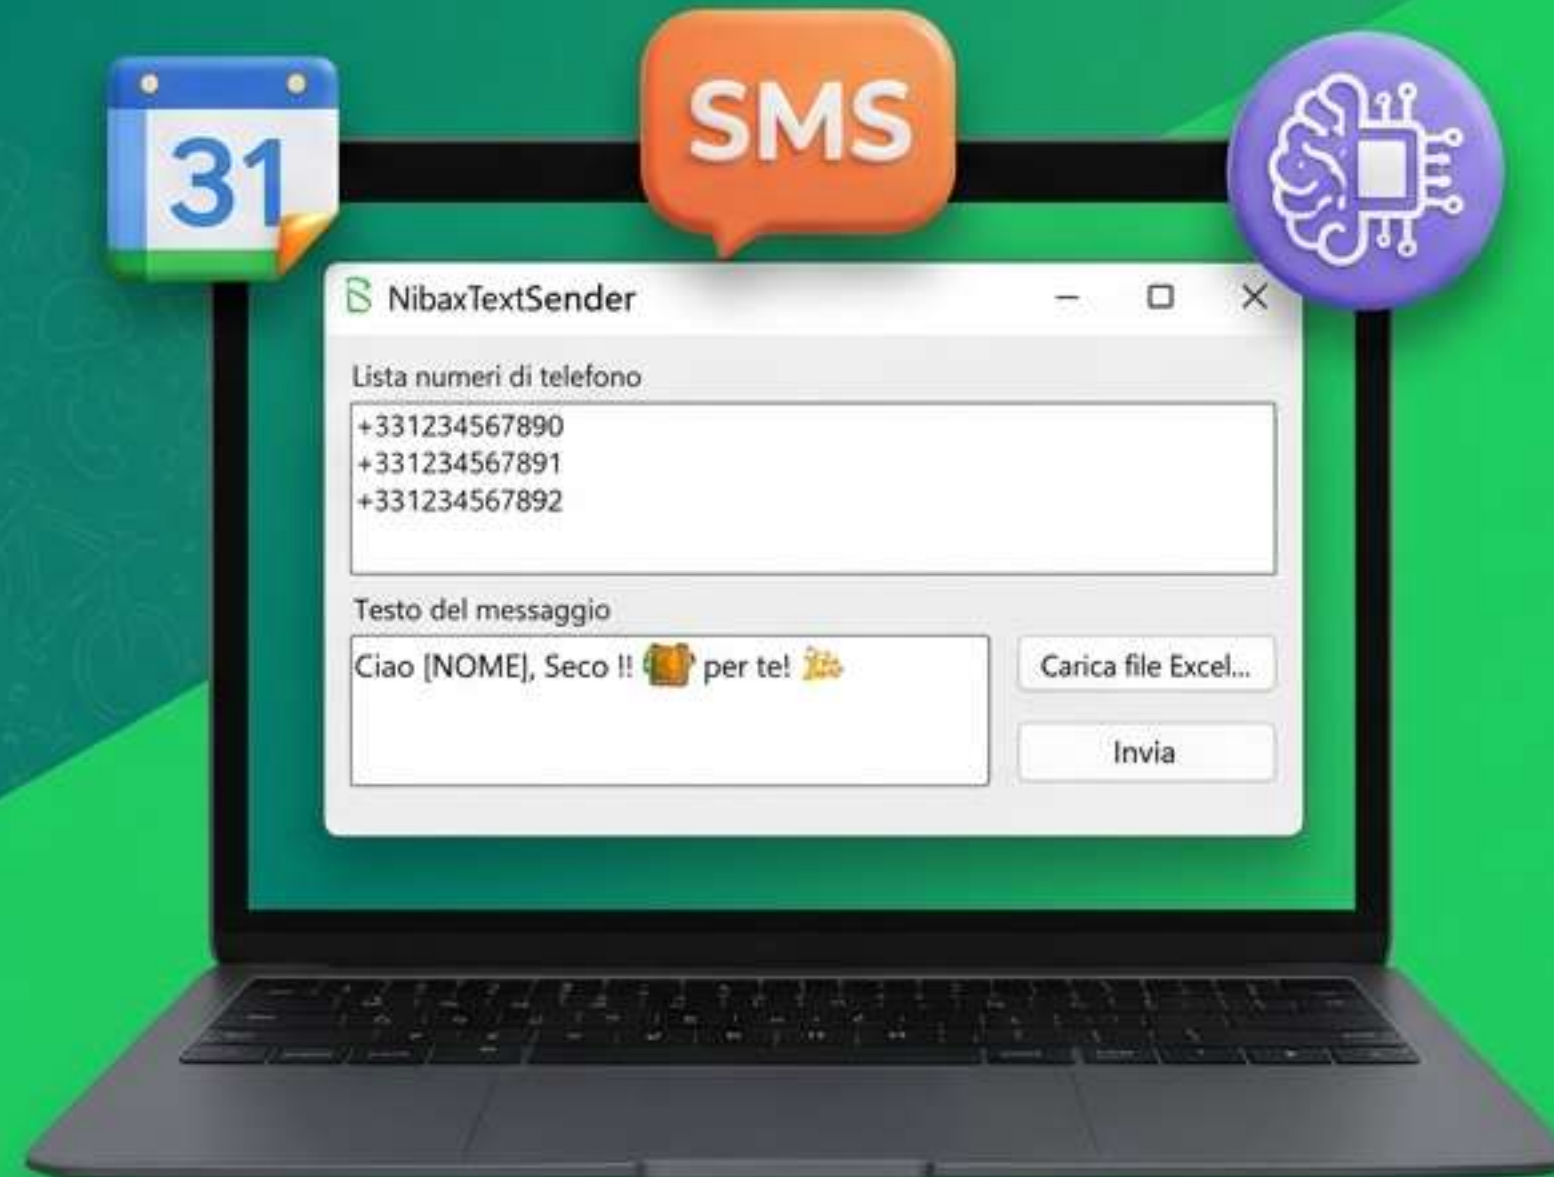 31
SMS
NibaxTextSender
Lista numeri di telefono
+331234567890
+331234567891
+331234567892
Testo del messaggio
Ciao [NOME], Seco !! per te!
Carica file Excel...
Invia